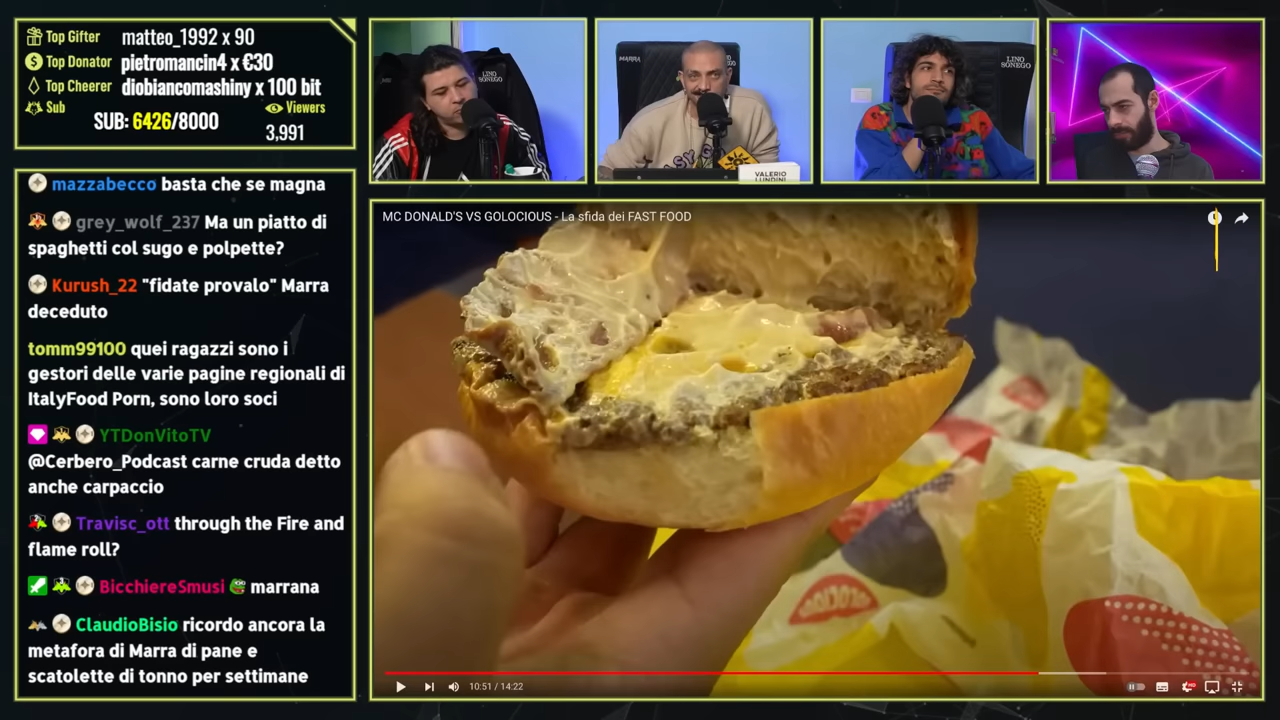 Top Gifter matteo_1992 x 90
Top Donator pietromancin4 x €30
Top Cheerer diobiancomashiny x 100 bit
Sub
Viewers
SUB: 6426/8000
3,991
mazzabecco basta che se magna
grey_wolf_237 Ma un piatto di
spaghetti col sugo e polpette?
Kurush_22 "fidate provalo" Marra
deceduto
tomm99100 quei ragazzi sono i
gestori delle varie pagine regionali di
ItalyFood Porn, sono loro soci
YTDonVitoTV
@Cerbero_Podcast carne cruda detto
anche carpaccio
Travisc_ott through the Fire and
flame roll?
BicchiereSmusi marrana
ClaudioBisio ricordo ancora la
metafora di Marra di pane e
scatolette di tonno per settimane
LINO
SONEGO
MARRA
LINO
SONEGO
VALERIO
LUNDINI
LINO
SONEGO
MC DONALD'S VS GOLOCIOUS - La sfida dei FAST FOOD
10:51 / 14:22
HD